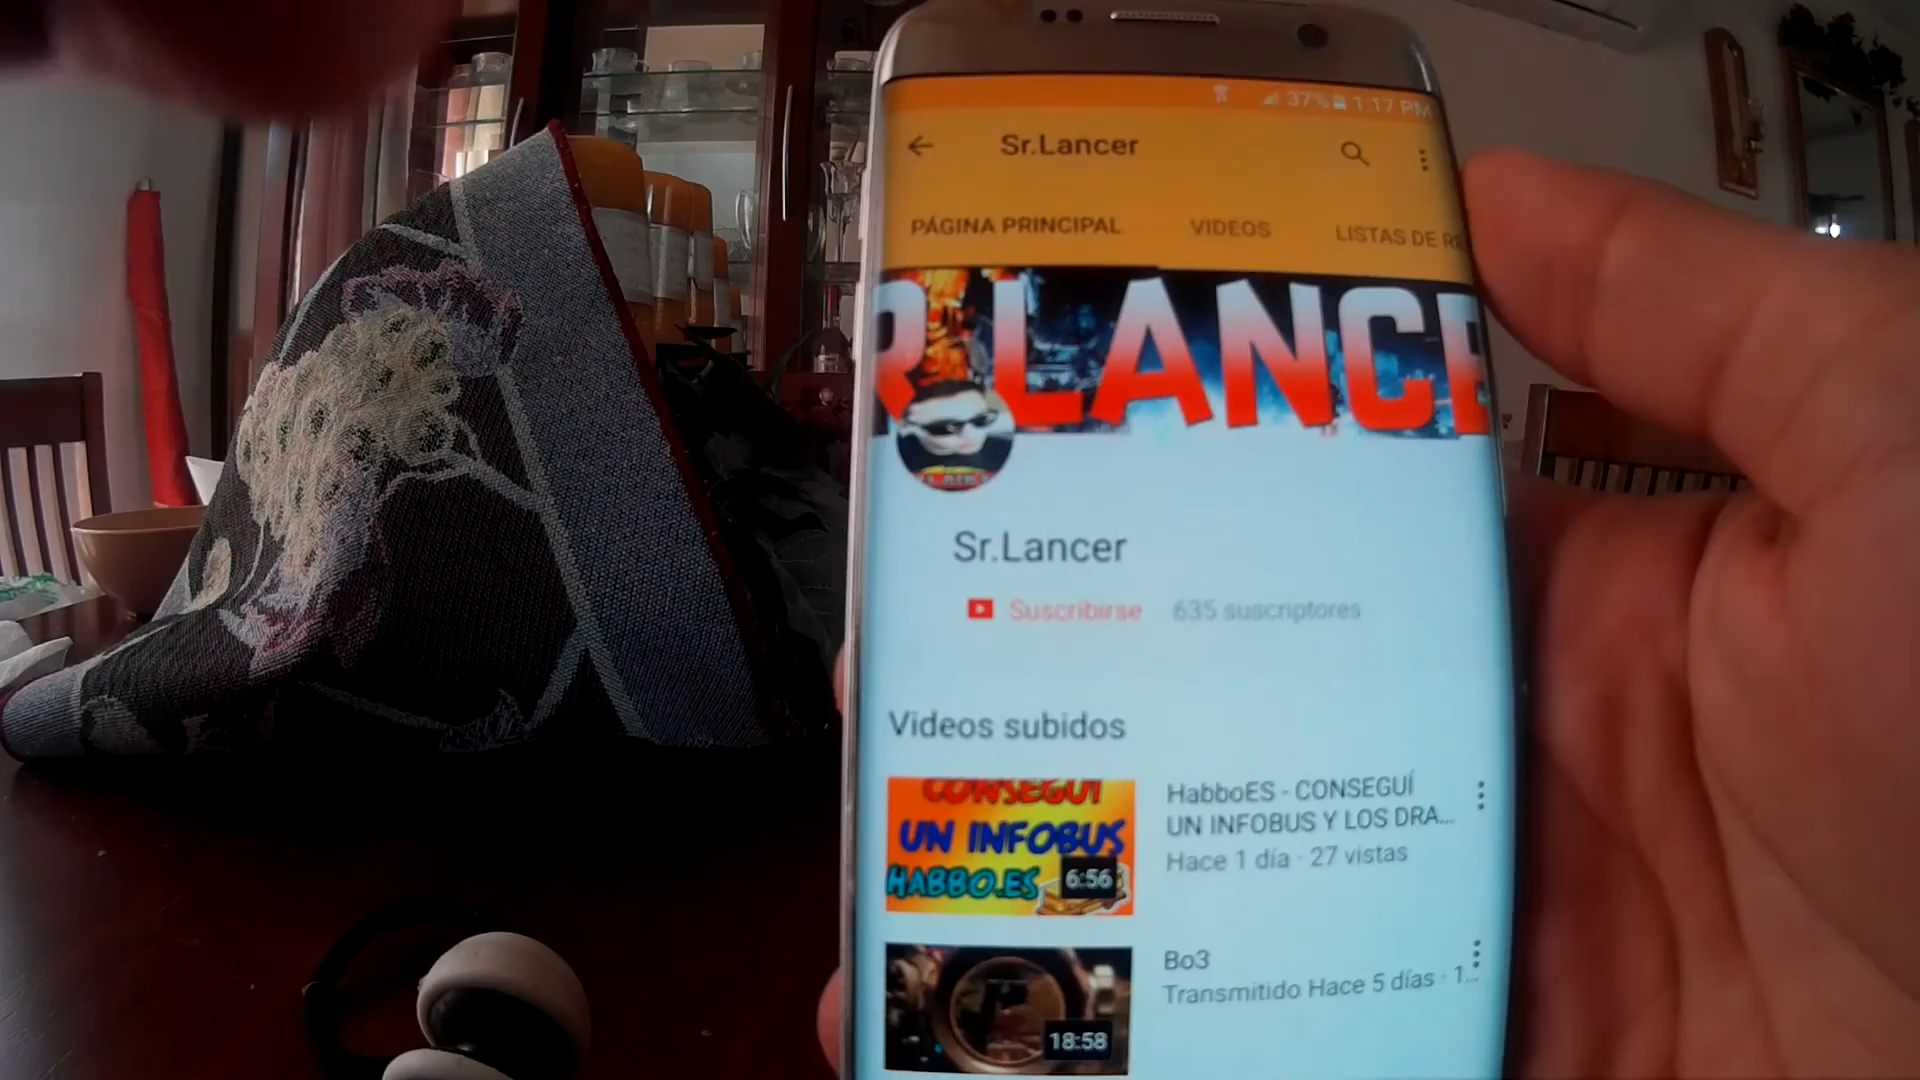 37% 1:17 PM
Sr.Lancer
PÁGINA PRINCIPAL VIDEOS LISTAS DE RE
R LANCE
Sr.Lancer
Suscribirse 635 suscriptores
Videos subidos
CONSEGUI
UN INFOBUS
HABBO.ES
6:56
HabboES - CONSEGUÍ
UN INFOBUS Y LOS DRA...
Hace 1 día · 27 vistas
18:58
Bo3
Transmitido Hace 5 días · 1...